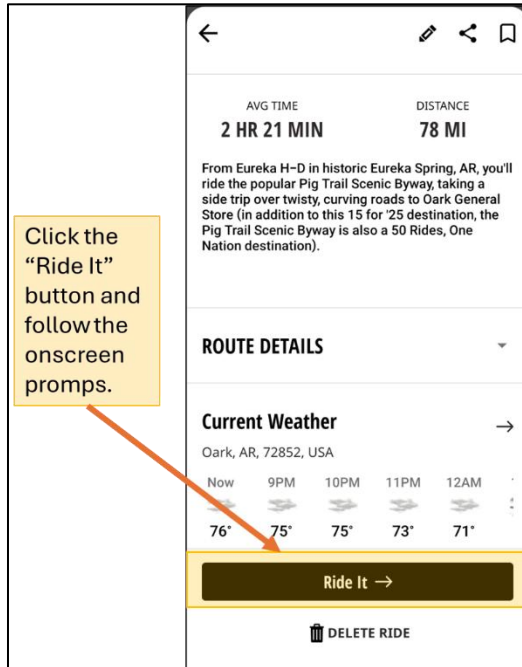 AVG TIME
DISTANCE
2 HR 21 MIN
78 MI
From Eureka H-D in historic Eureka Spring, AR, you'll
ride the popular Pig Trail Scenic Byway, taking a
side trip over twisty, curving roads to Oark General
Store (in addition to this 15 for '25 destination, the
Pig Trail Scenic Byway is also a 50 Rides, One
Nation destination).
Click the
“Ride It”
button and
follow the
onscreen
promps.
ROUTE DETAILS
Current Weather
Oark, AR, 72852, USA
Now 9PM 10PM 11PM 12AM
76° 75° 75° 73° 71°
Ride It →
DELETE RIDE